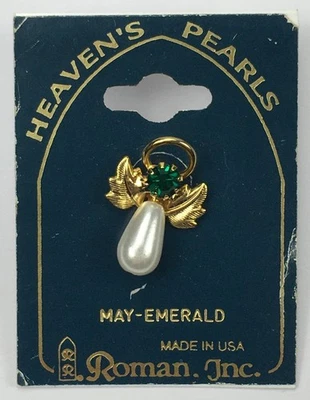 HEAVEN'S PEARLS
MAY-EMERALD
MADE IN USA
R R. Roman, Inc.